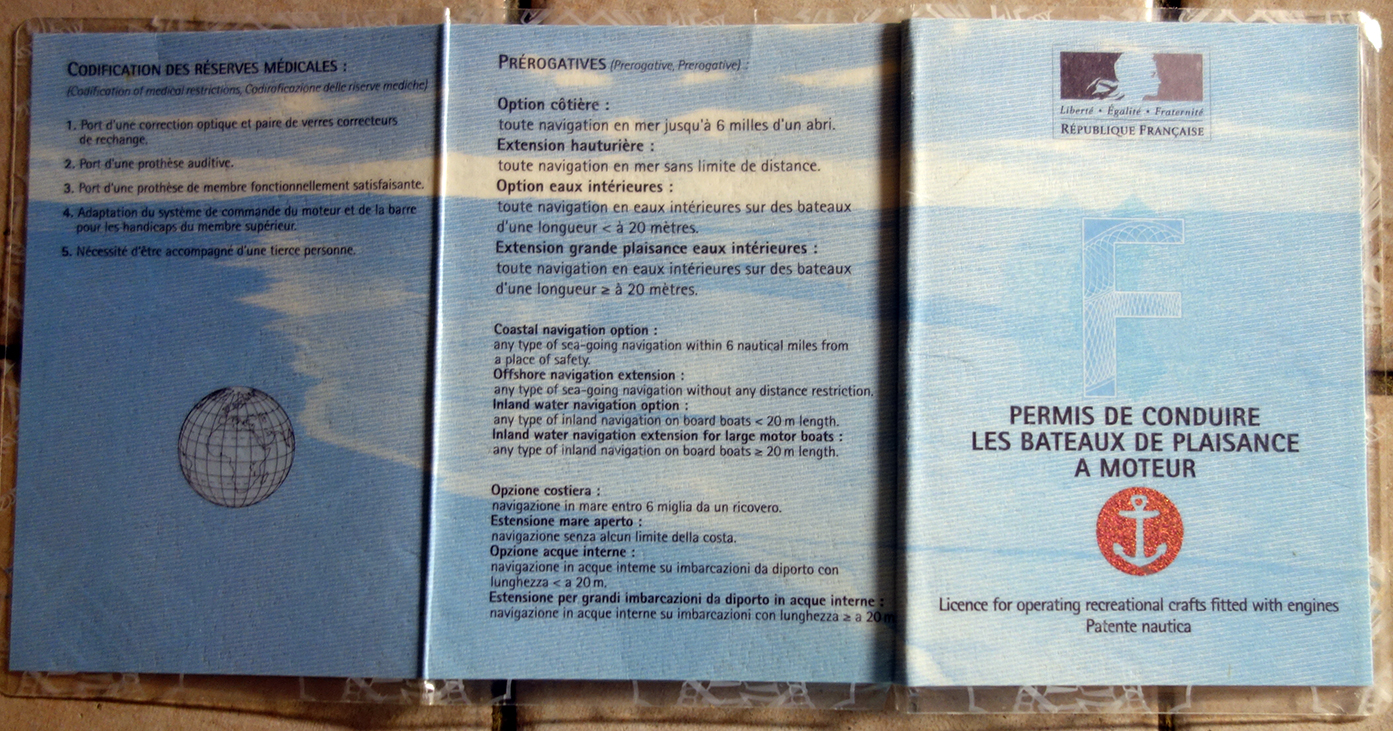 CODIFICATION DES RÉSERVES MÉDICALES :
(Codification of medical restrictions, Codiroficazione delle riserve mediche)
1. Port d'une correction optique et paire de verres correcteurs
de rechange.
2. Port d'une prothèse auditive.
3. Port d'une prothèse de membre fonctionnellement satisfaisante.
4. Adaptation du système de commande du moteur et de la barre
pour les handicaps du membre supérieur.
5. Nécessité d'être accompagné d'une tierce personne.
PRÉROGATIVES (Prerogative, Prerogative) :
Option côtière :
toute navigation en mer jusqu'à 6 milles d'un abri.
Extension hauturière :
toute navigation en mer sans limite de distance.
Option eaux intérieures :
toute navigation en eaux intérieures sur des bateaux
d'une longueur < à 20 mètres.
Extension grande plaisance eaux intérieures :
toute navigation en eaux intérieures sur des bateaux
d'une longueur ≥ à 20 mètres.
Coastal navigation option :
any type of sea-going navigation within 6 nautical miles from
a place of safety.
Offshore navigation extension :
any type of sea-going navigation without any distance restriction.
Inland water navigation option :
any type of inland navigation on board boats < 20 m length.
Inland water navigation extension for large motor boats :
any type of inland navigation on board boats ≥ 20 m length.
Opzione costiera :
navigazione in mare entro 6 miglia da un ricovero.
Estensione mare aperto :
navigazione senza alcun limite della costa.
Opzione acque interne :
navigazione in acque interne su imbarcazioni da diporto con
lunghezza < a 20 m.
Estensione per grandi imbarcazioni da diporto in acque interne :
navigazione in acque interne su imbarcazioni con lunghezza ≥ a 20 m
Liberté • Égalité • Fraternité
RÉPUBLIQUE FRANÇAISE
F
PERMIS DE CONDUIRE
LES BATEAUX DE PLAISANCE
A MOTEUR
Licence for operating recreational crafts fitted with engines
Patente nautica